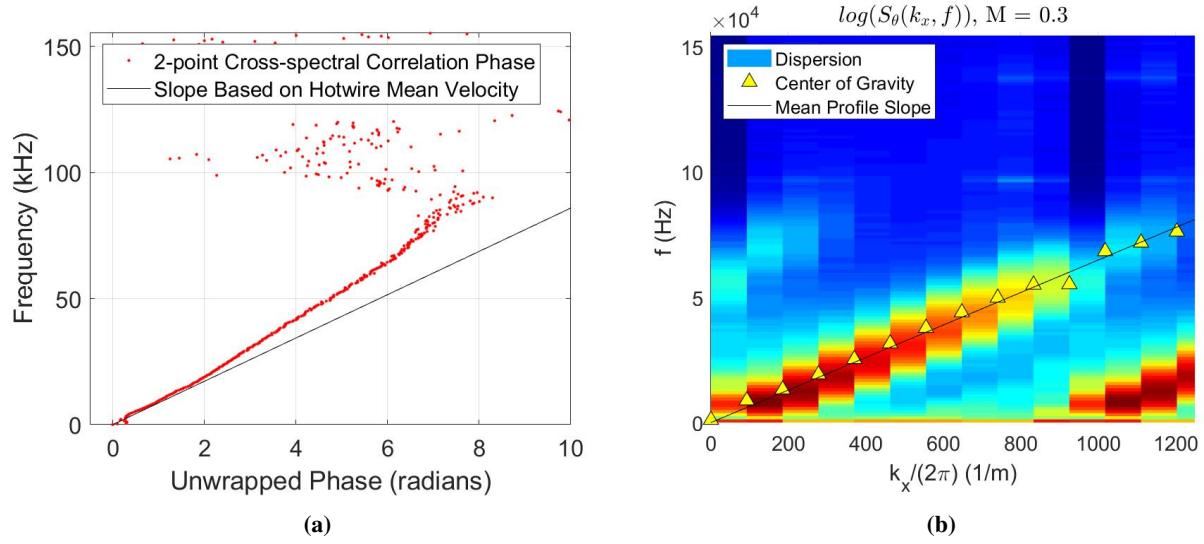 2-point Cross-spectral Correlation Phase
Slope Based on Hotwire Mean Velocity
150
100
50
0
Frequency (kHz)
0 2 4 6 8 10
Unwrapped Phase (radians)
(a)
log(S_θ(k_x, f)), M = 0.3
×10⁴
Dispersion
Center of Gravity
Mean Profile Slope
15
10
5
0
f (Hz)
0 200 400 600 800 1000 1200
k_x/(2π) (1/m)
(b)